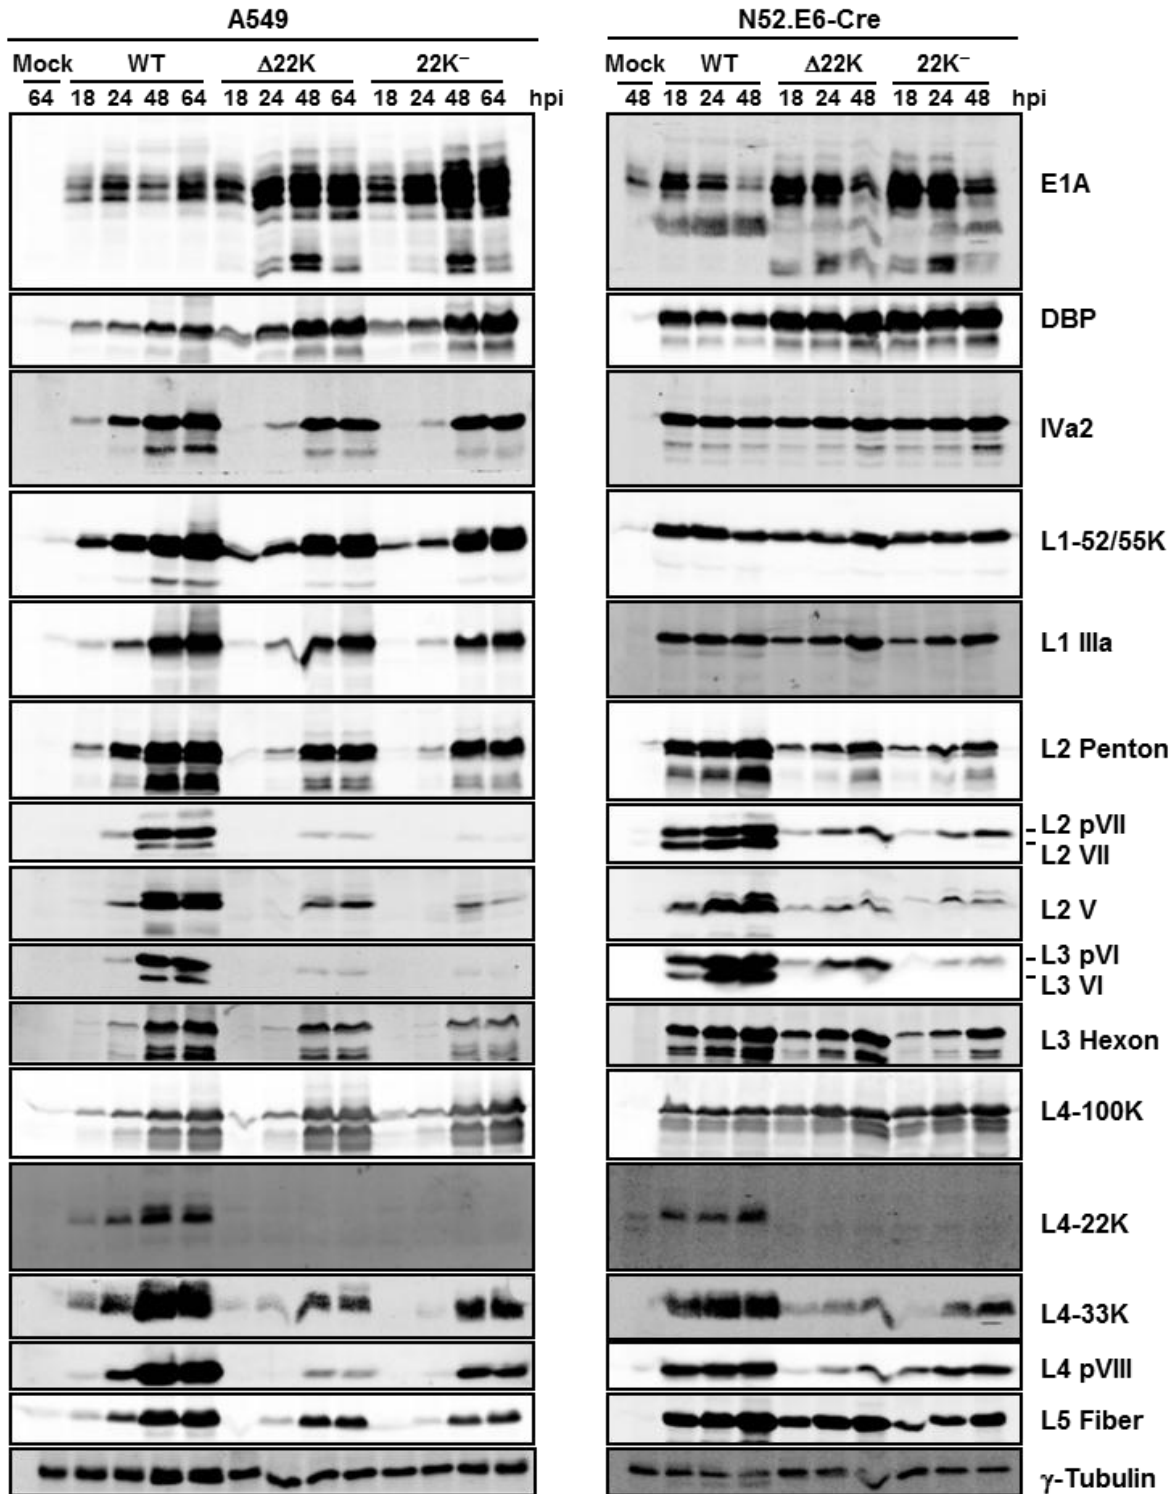 A549 N52.E6-Cre
Mock WT Δ22K 22K⁻ Mock WT Δ22K 22K⁻
64 18 24 48 64 18 24 48 64 18 24 48 64 hpi 48 18 24 48 18 24 48 18 24 48 hpi
E1A
DBP
IVa2
L1-52/55K
L1 IIIa
L2 Penton
L2 pVII
L2 VII
L2 V
L3 pVI
L3 VI
L3 Hexon
L4-100K
L4-22K
L4-33K
L4 pVIII
L5 Fiber
γ-Tubulin